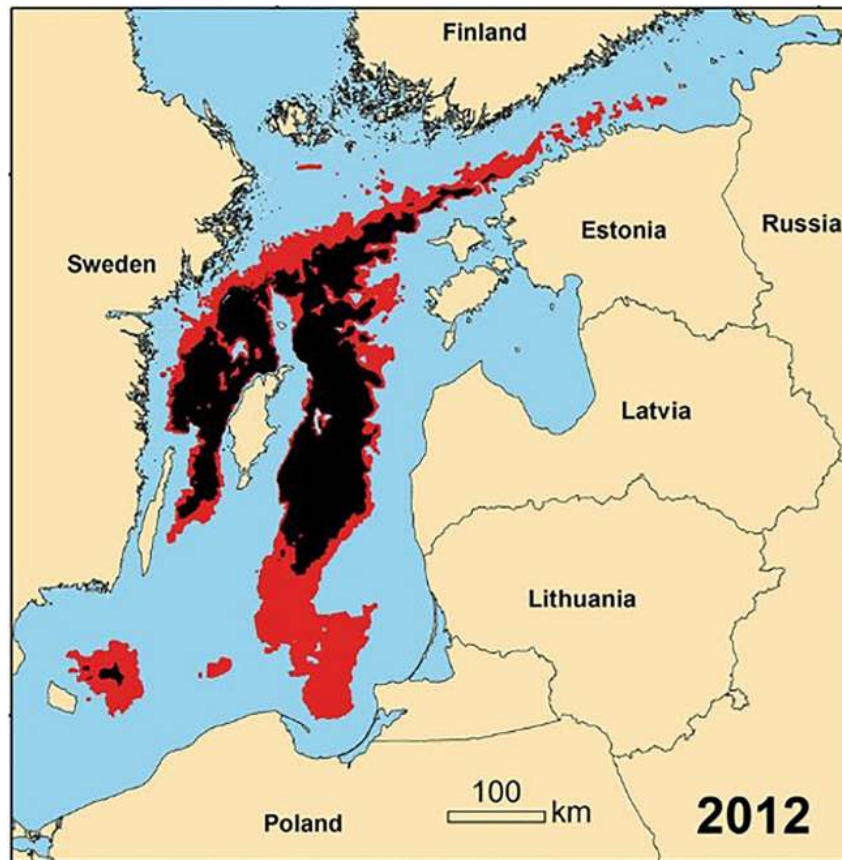 Finland
Estonia
Russia
Sweden
Latvia
Lithuania
100
km
Poland
2012